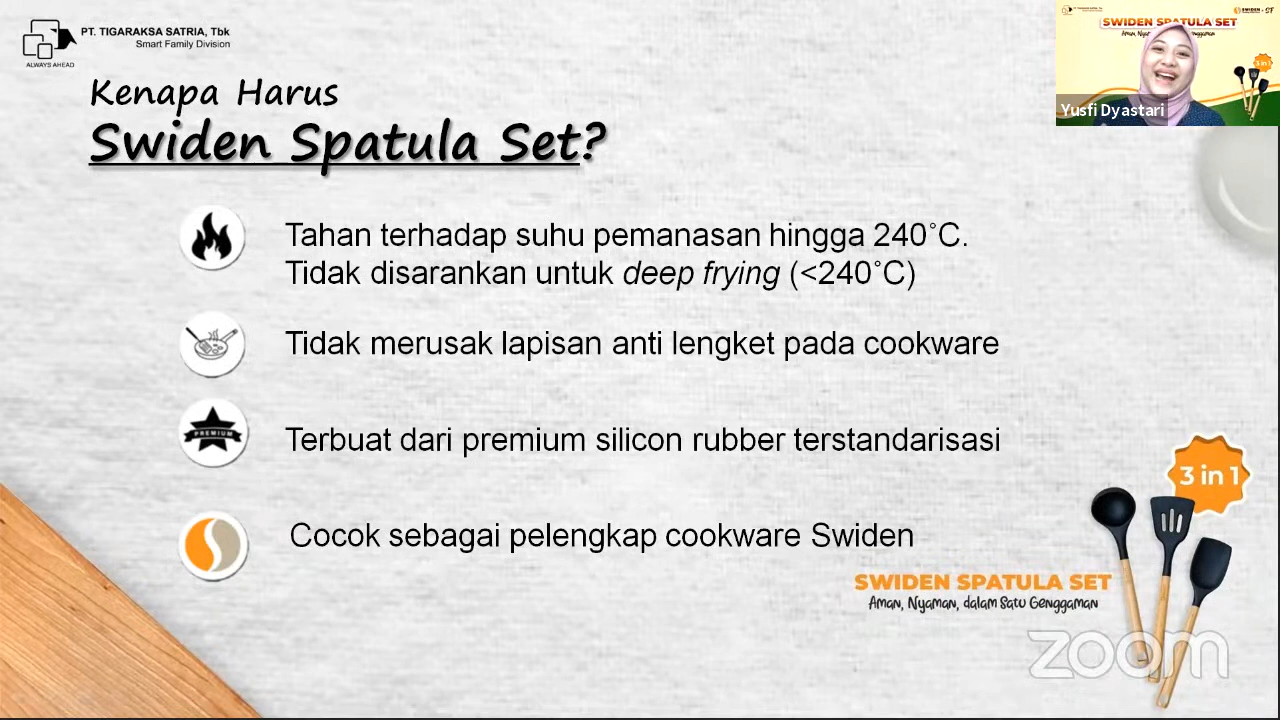 PT. TIGARAKSA SATRIA, Tbk
Smart Family Division
ALWAYS AHEAD
Kenapa Harus
Swiden Spatula Set?
Tahan terhadap suhu pemanasan hingga 240°C.
Tidak disarankan untuk deep frying (<240°C)
Tidak merusak lapisan anti lengket pada cookware
PREMIUM
Terbuat dari premium silicon rubber terstandarisasi
Cocok sebagai pelengkap cookware Swiden
3 in 1
SWIDEN SPATULA SET
Aman, Nyaman, dalam Satu Genggaman
zoom
SWIDEN SPATULA SET
3 in 1
Yusfi Dyastari